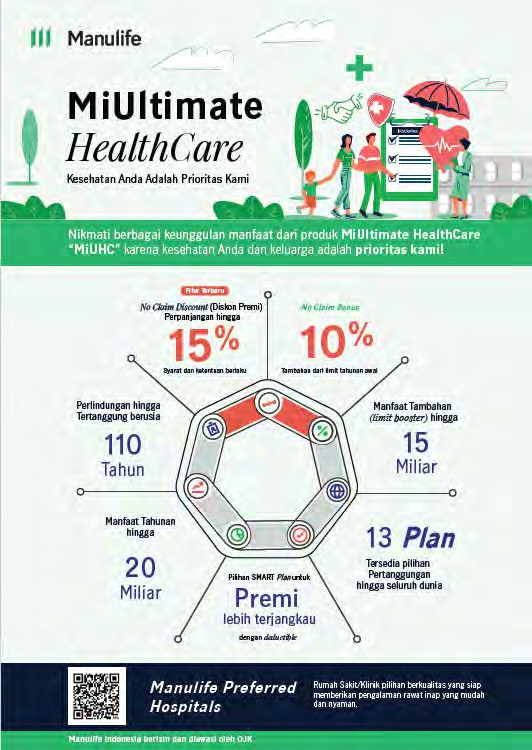 Manulife
MiUltimate
HealthCare
Kesehatan Anda Adalah Prioritas Kami
Nikmati berbagai keunggulan manfaat dari produk MiUltimate HealthCare
"MiUHC" karena kesehatan Anda dan keluarga adalah prioritas kami!
Fitur Terbaru
No Claim Discount (Diskon Premi)
Perpanjangan hingga
15%
Syarat dan ketentuan berlaku
No Claim Bonus
10%
Tambahan dari limit tahunan awal
Perlindungan hingga
Tertanggung berusia
110
Tahun
Manfaat Tambahan
(limit booster) hingga
15
Miliar
Manfaat Tahunan
hingga
20
Miliar
13 Plan
Tersedia pilihan
Pertanggungan
hingga seluruh dunia
Pilihan SMART Plan untuk
Premi
lebih terjangkau
dengan deductible
Manulife Preferred
Hospitals
Rumah Sakit/Klinik pilihan berkualitas yang siap
memberikan pengalaman rawat inap yang mudah
dan nyaman.
Manulife Indonesia berizin dan diawasi oleh OJK